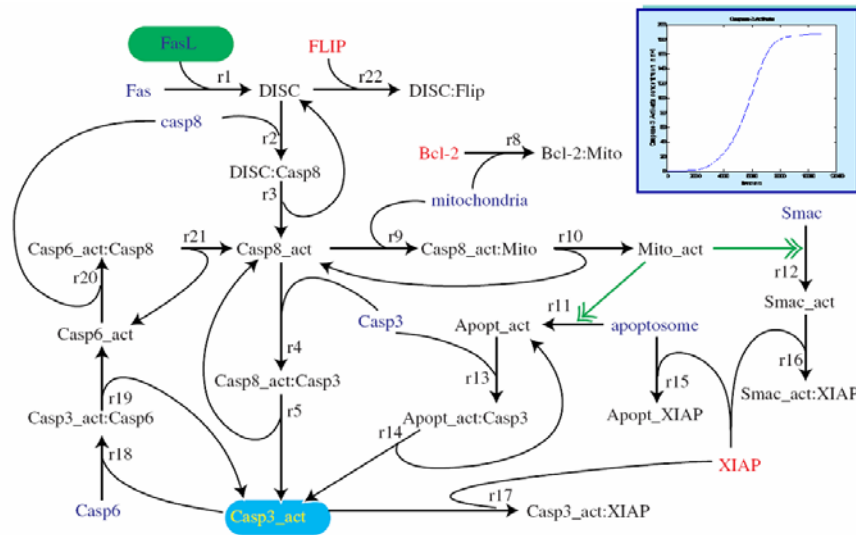 FasL
FLIP
r1
r22
Fas
DISC
DISC:Flip
casp8
r2
Bcl-2
r8
Bcl-2:Mito
DISC:Casp8
r3
mitochondria
Smac
Casp6_act:Casp8
r21
Casp8_act
r9
Casp8_act:Mito
r10
Mito_act
r12
r20
Smac_act
Casp3
r11
Casp6_act
Apopt_act
apoptosome
r4
r16
r13
r15
Casp8_act:Casp3
Smac_act:XIAP
r19
r5
Casp3_act:Casp6
Apopt_act:Casp3
Apopt_XIAP
r14
r18
XIAP
r17
Casp6
Casp3_act
Casp3_act:XIAP